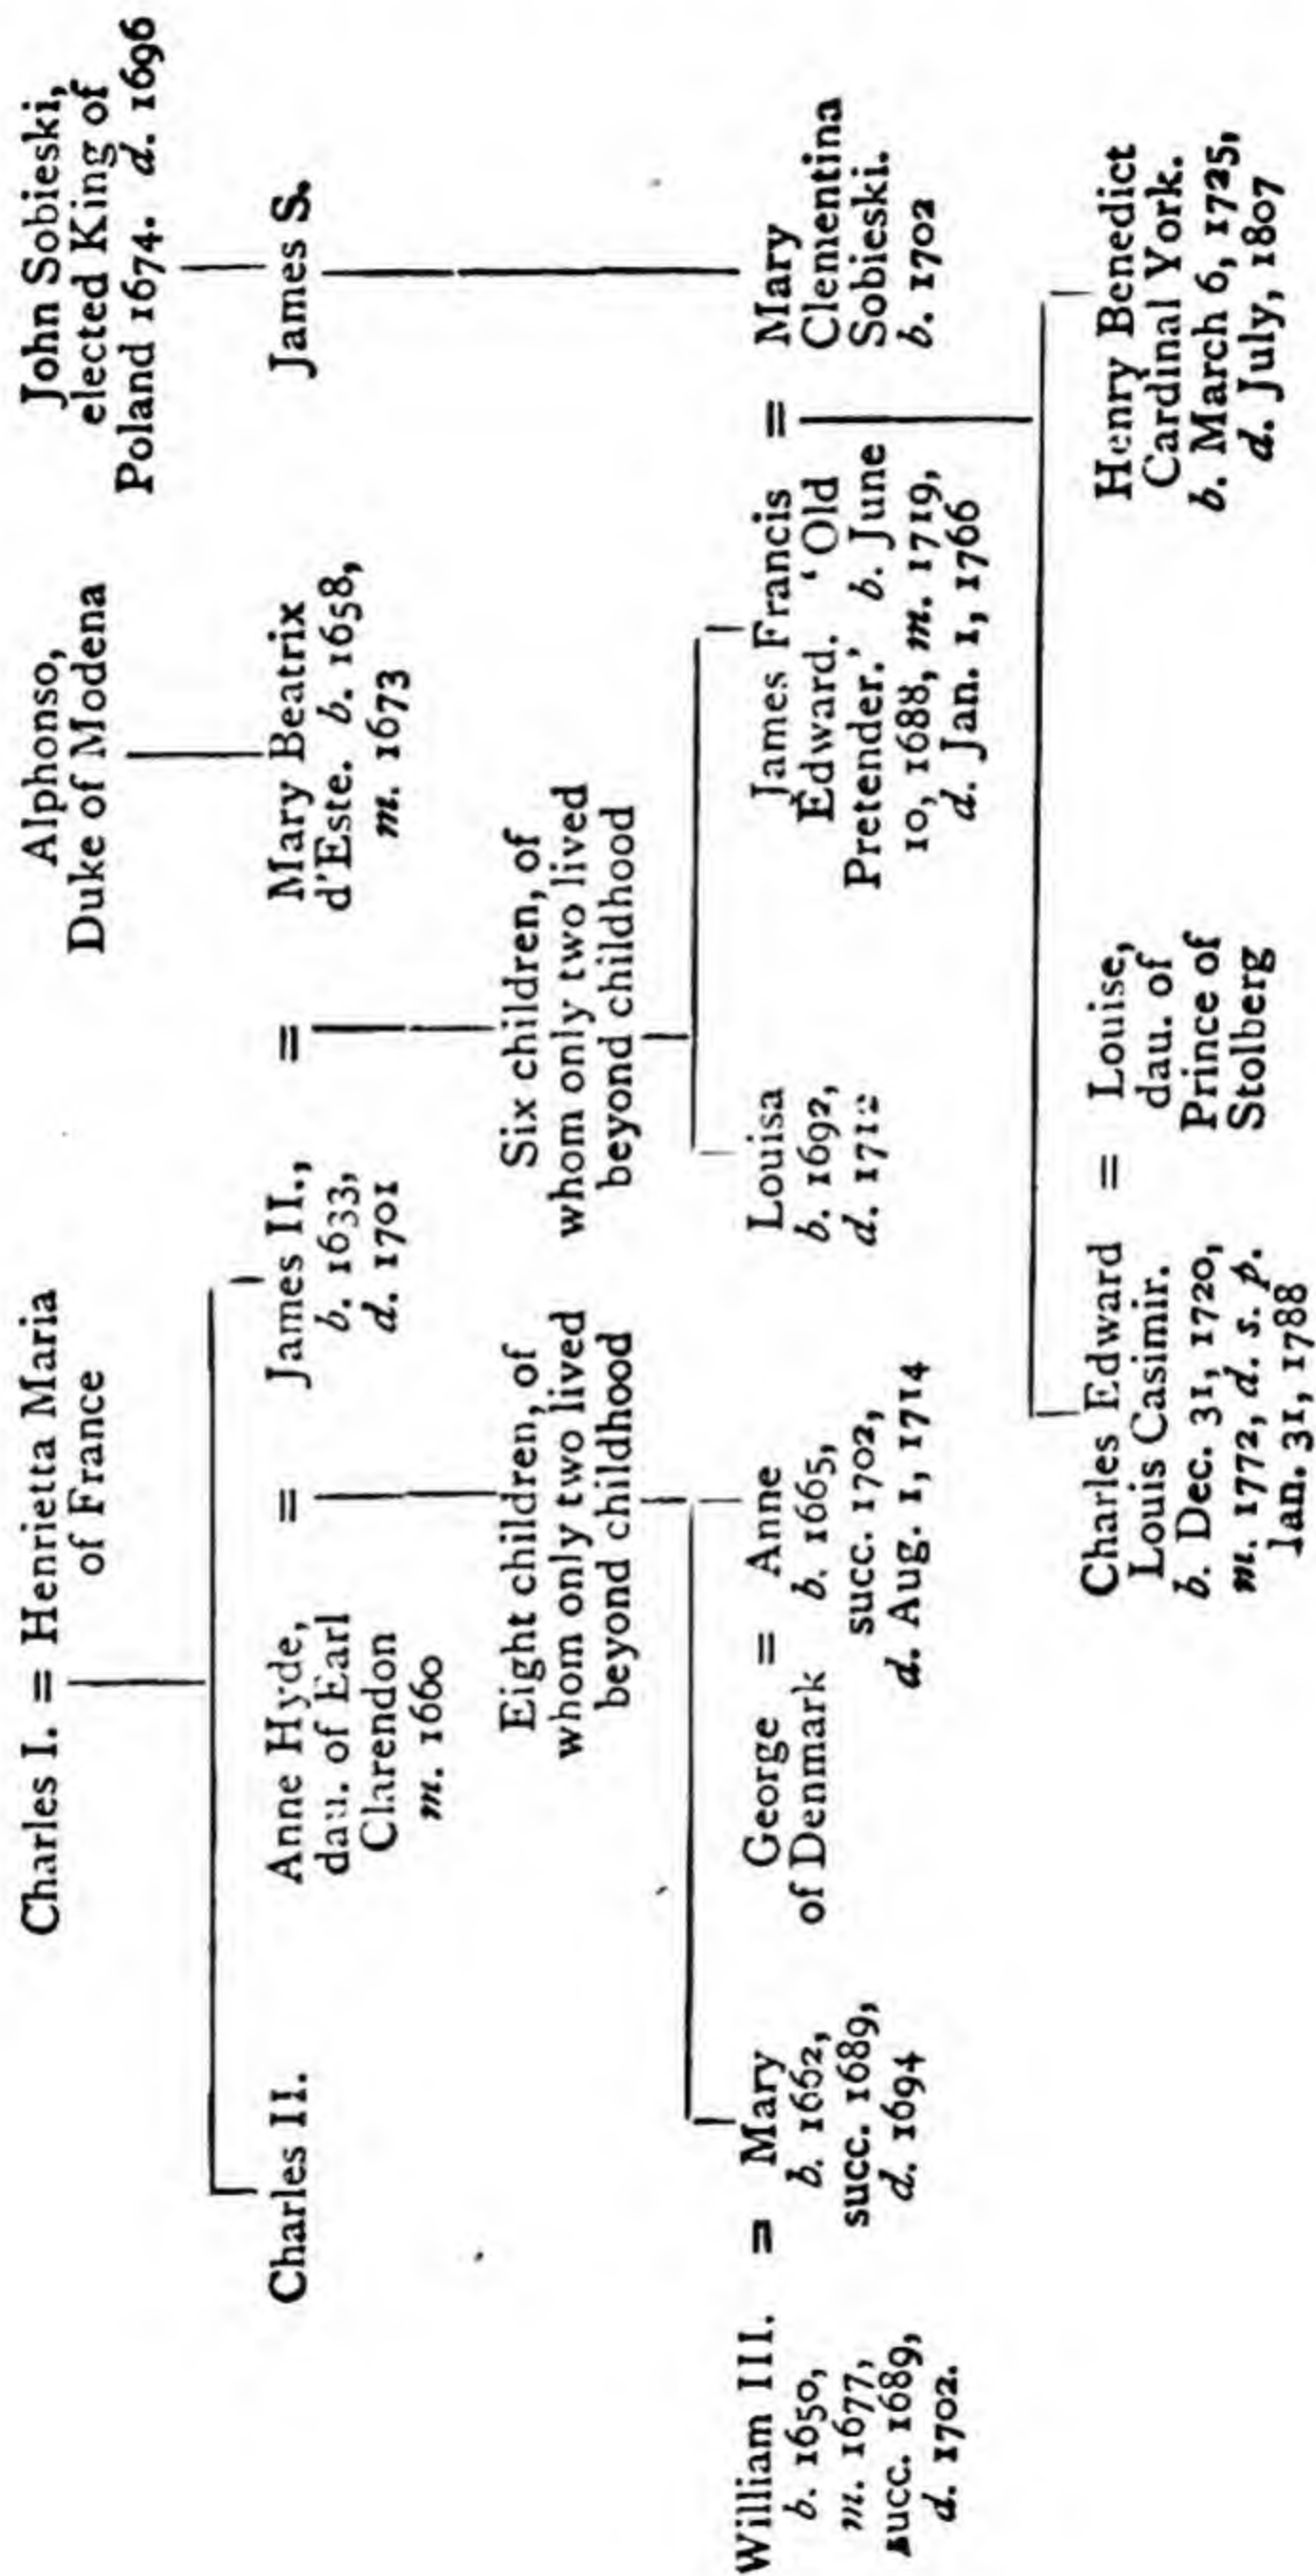 Charles I. = Henrietta Maria
of France
Alphonso,
Duke of Modena
John Sobieski,
elected King of
Poland 1674. d. 1696
Charles II.
Anne Hyde,
dau. of Earl
Clarendon
m. 1660
=
James II.,
b. 1633,
d. 1701
=
Mary Beatrix
d'Este. b. 1658,
m. 1673
James S.
Eight children, of
whom only two lived
beyond childhood
Six children, of
whom only two lived
beyond childhood
William III.
b. 1650,
m. 1677,
succ. 1689,
d. 1702.
=
Mary
b. 1662,
succ. 1689,
d. 1694
George
of Denmark
=
Anne
b. 1665,
succ. 1702,
d. Aug. 1, 1714
Louisa
b. 1692,
d. 1712
James Francis
Edward. ‘Old
Pretender.’ b. June
10, 1688, m. 1719,
d. Jan. 1, 1766
=
Mary
Clementina
Sobieski.
b. 1702
Charles Edward
Louis Casimir.
b. Dec. 31, 1720,
m. 1772, d. s. p.
Jan. 31, 1788
=
Louise,
dau. of
Prince of
Stolberg
Henry Benedict
Cardinal York.
b. March 6, 1725,
d. July, 1807